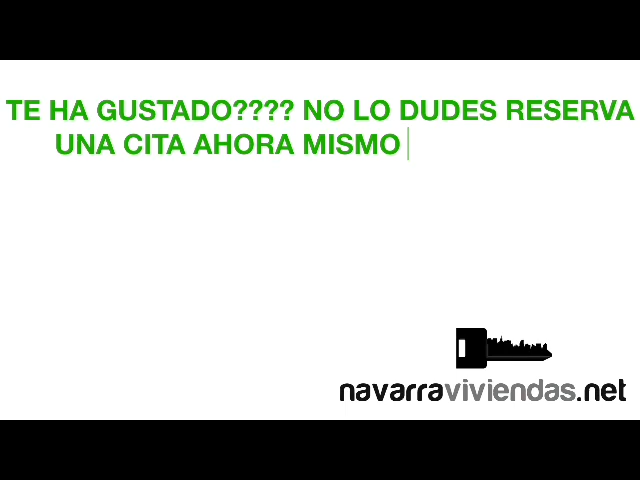 TE HA GUSTADO???? NO LO DUDES RESERVA
UNA CITA AHORA MISMO
navarraviviendas.net